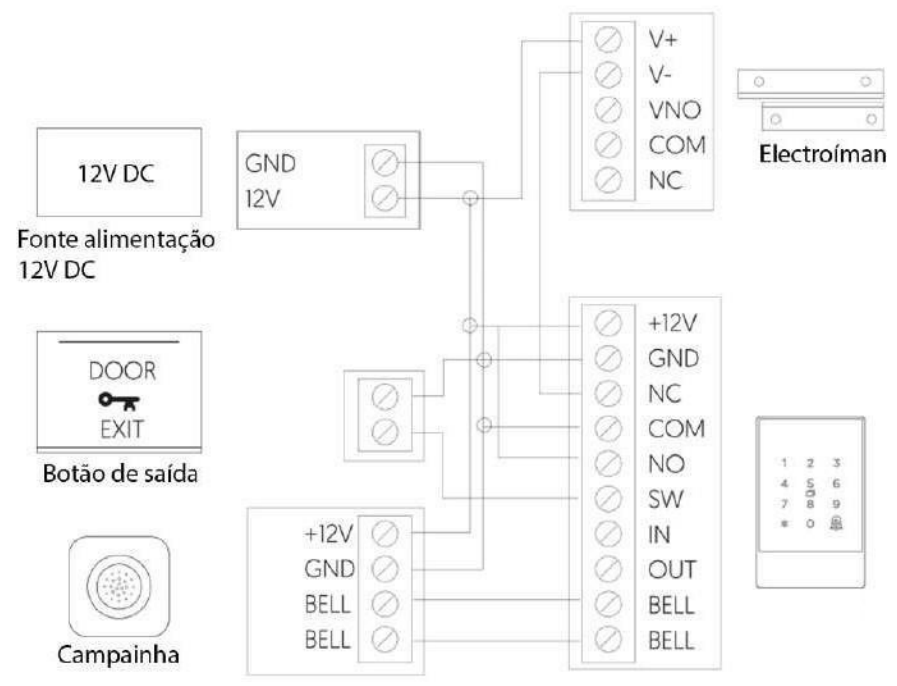 V+
V-
VNO
COM
NC
Electroíman
12V DC
GND
12V
Fonte alimentação
12V DC
+12V
GND
NC
COM
NO
SW
IN
OUT
BELL
BELL
DOOR
EXIT
Botão de saída
1 2 3
4 5 6
7 8 9
* 0
+12V
GND
BELL
BELL
Campainha